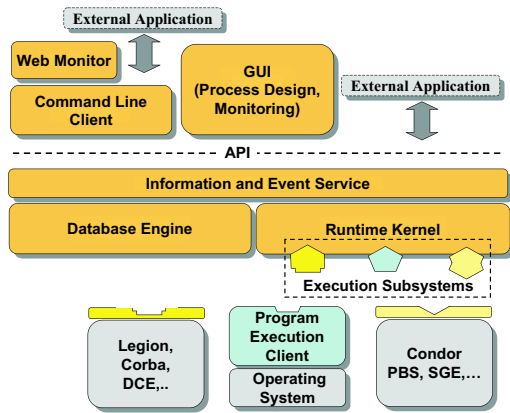 External Application
Web Monitor
Command Line
Client
GUI
(Process Design,
Monitoring)
External Application
API
Information and Event Service
Database Engine
Runtime Kernel
Execution Subsystems
Legion,
Corba,
DCE,..
Program
Execution
Client
Operating
System
Condor
PBS, SGE,...